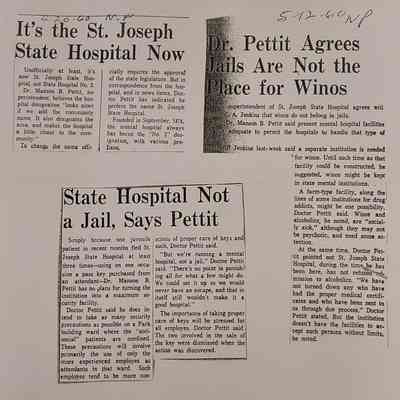 6-20-60 N.P
It's the St. Joseph
State Hospital Now
Unofficially at least, it's
now St. Joseph State Hos-
pital, not State Hospital No. 2.
Dr. Manson B. Pettit, su-
perintendent, believes the hos-
pital designation "looks nicer
if we add the community
name. It also designates the
area, and makes the hospital
a little closer to the com-
munity."
To change the name offi-
cially requires the approval
of the state legislature. But in
correspondence from the hos-
pital, and in news items, Doc-
tor Pettit has indicated he
prefers the name St. Joseph
State Hospital.
Founded in September, 1874,
the mental hospital always
has borne the "No. 2" des-
ignation, with various pre-
fixes.
5-12-60 NP
Dr. Pettit Agrees
Jails Are Not the
Place for Winos
superintendent of St. Joseph State Hospital agrees with
A. Jenkins that winos do not belong in jails.
Dr. Manson B. Pettit said present mental hospital facilities
adequate to permit the hospitals to handle that type of
Jenkins last week said a separate institution is needed
for winos. Until such time as that
facility could be constructed, he
suggested, winos might be kept
in state mental institutions.
A farm-type facility, along the
lines of some institutions for drug
addicts, might be one possibility,
Doctor Pettit said. Winos and
alcoholics, he noted, are "social-
ly sick," although they may not
be psychotic, and need some at-
tention.
At the same time, Doctor Pet-
tit pointed out St. Joseph State
Hospital, during the time he has
been here, has not refused
mission to alcoholics. "We have
not turned down any who have
had the proper medical certifi-
cates and who have been sent to
us through due process," Doctor
Pettit stated. But the institution
doesn't have the facilities to ac-
cept such persons without limits,
he noted.
State Hospital Not
a Jail, Says Pettit
Simply because one juvenile
patient in recent months fled St.
Joseph State Hospital at least
three times—using on one occa-
sion a pass key purchased from
an attendant—Dr. Manson B.
Pettit has no plans for turning the
institution into a maximum se-
curity facility.
Doctor Pettit said he does in-
tend to take as many security
precautions as possible on a Park
building ward where the "anti-
social" patients are confined.
These precautions will involve
primarily the use of only the
more experienced employes as
attendants in that ward. Such
employes tend to be more con-
scious of proper care of keys and
such, Doctor Pettit said.
"But we're running a mental
hospital, not a jail," Doctor Pettit
said. "There's no point in punish-
ing all for what a few might do.
We could set it up so we would
never have an escape, and that in
itself still wouldn't make it a
good hospital."
The importance of taking proper
care of keys will be stressed for
all employes, Doctor Pettit said.
The two involved in the sale of
the key were dismissed when the
action was discovered.